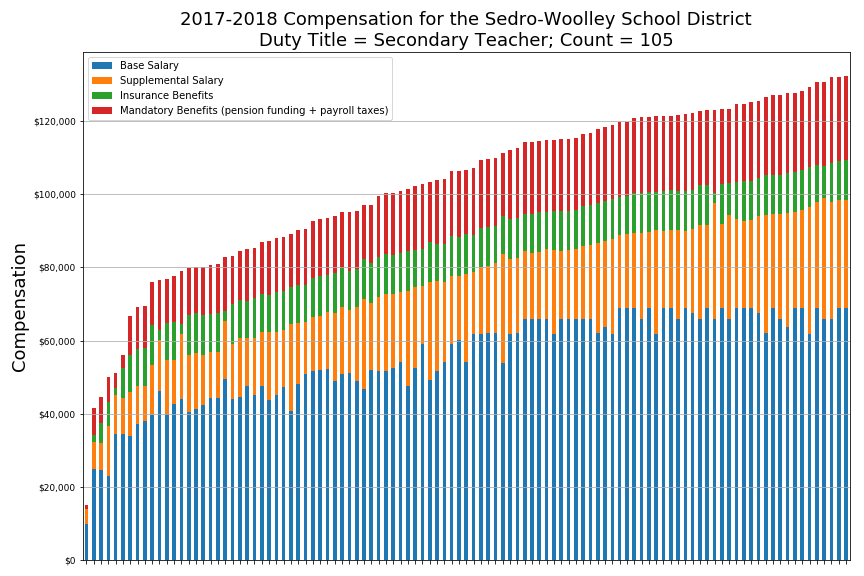 2017-2018 Compensation for the Sedro-Woolley School District
Duty Title = Secondary Teacher; Count = 105
Base Salary
Supplemental Salary
Insurance Benefits
Mandatory Benefits (pension funding + payroll taxes)
Compensation
$120,000
$100,000
$80,000
$60,000
$40,000
$20,000
$0